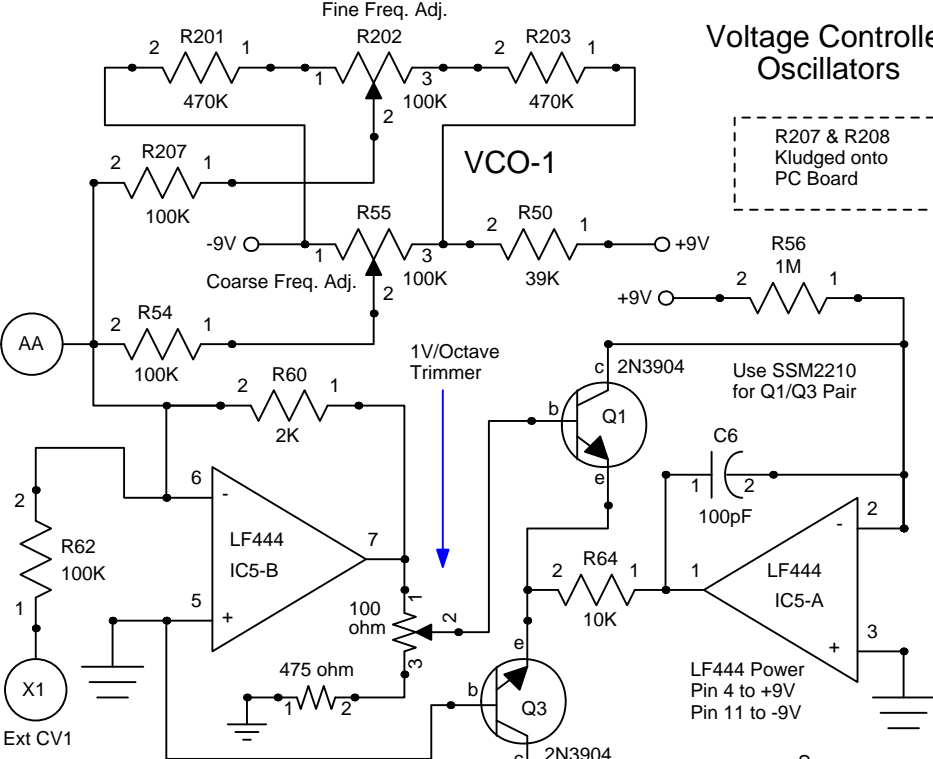 Fine Freq. Adj.
Voltage Controlle
Oscillators
2 R201 1
470K
1 R202 3
100K
2
2 R203 1
470K
R207 & R208
Kludged onto
PC Board
VCO-1
2 R207 1
100K
-9V
1 R55 3
100K
2
Coarse Freq. Adj.
2 R50 1
39K
+9V
+9V
2 R56 1
1M
AA
2 R54 1
100K
1V/Octave
Trimmer
c 2N3904
b Q1
e
Use SSM2210
for Q1/Q3 Pair
2 R60 1
2K
C6
1 2
100pF
2
R62
100K
1
X1
Ext CV1
6 -
LF444
IC5-B
7
5 +
100
ohm
1
2
3
475 ohm
1 2
2 R64 1
10K
1
LF444
IC5-A
- 2
+ 3
LF444 Power
Pin 4 to +9V
Pin 11 to -9V
e
b Q3
2N3904